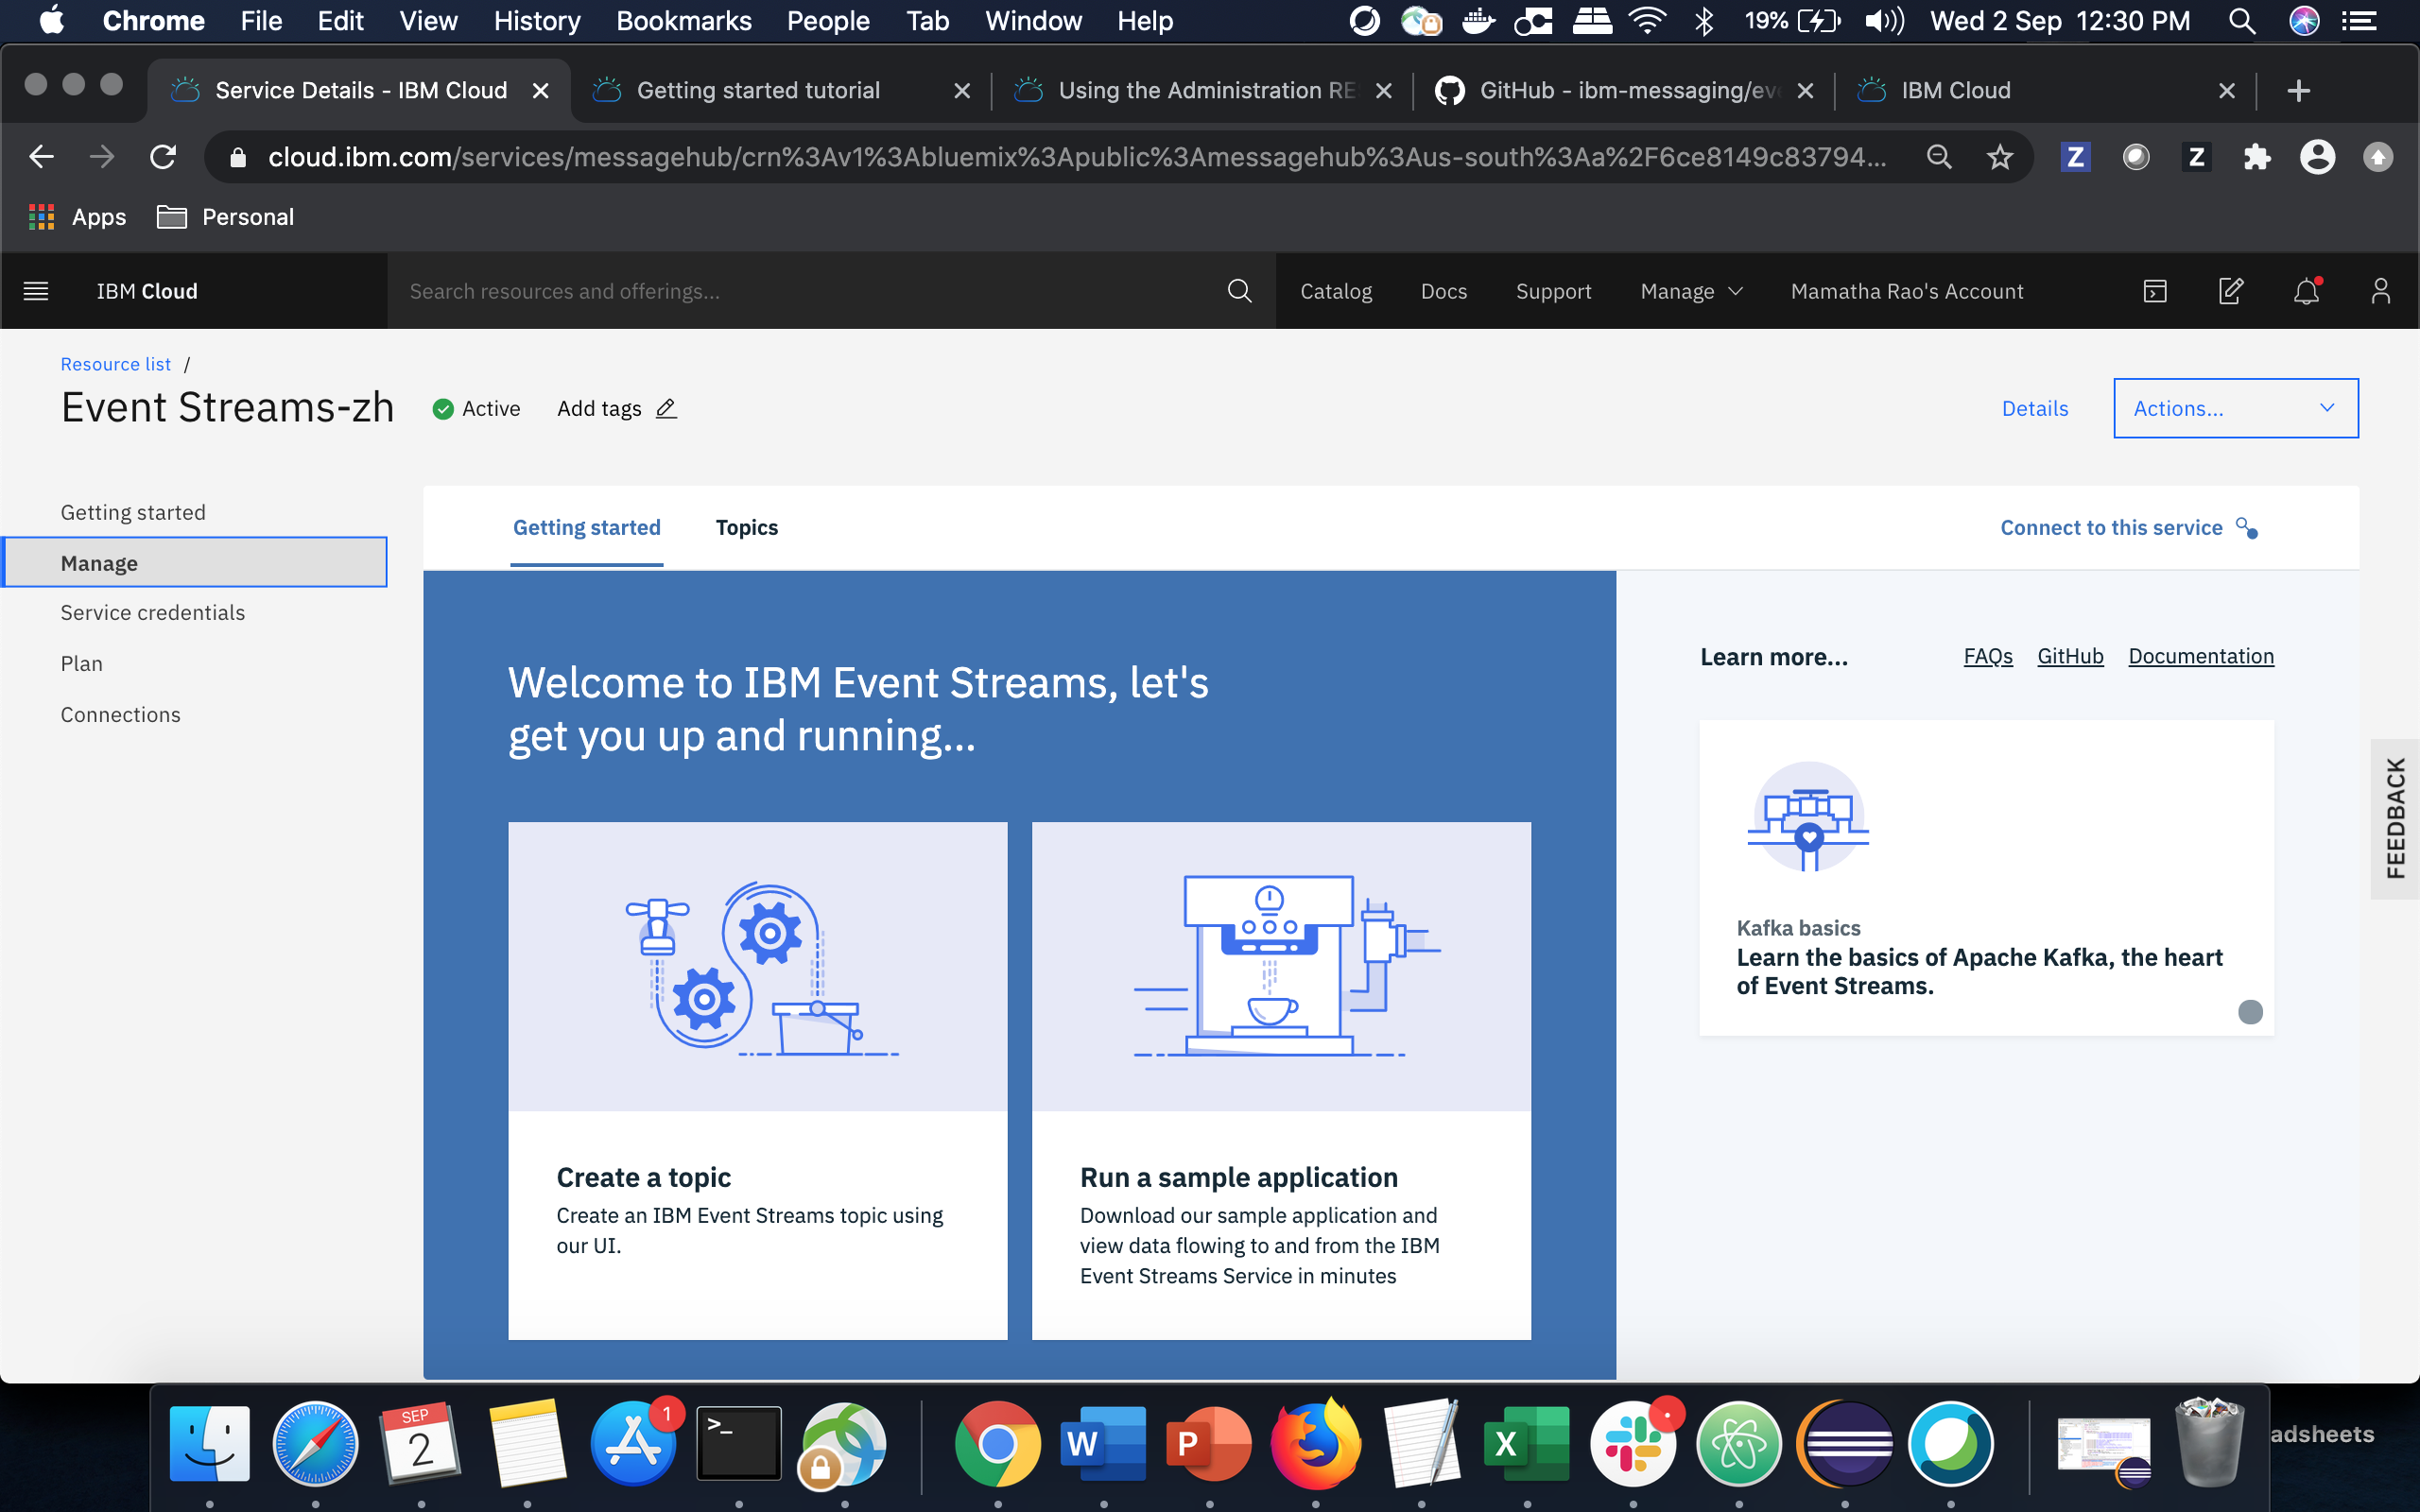 Chrome File Edit View History Bookmarks People Tab Window Help 19% Wed 2 Sep 12:30 PM
Service Details - IBM Cloud Getting started tutorial Using the Administration RE GitHub - ibm-messaging/eve IBM Cloud
cloud.ibm.com/services/messagehub/crn%3Av1%3Abluemix%3Apublic%3Amessagehub%3Aus-south%3Aa%2F6ce8149c83794... Z Z
Apps Personal
IBM Cloud Search resources and offerings... Catalog Docs Support Manage Mamatha Rao's Account
Resource list /
Event Streams-zh Active Add tags Details Actions...
Getting started
Manage
Service credentials
Plan
Connections
Getting started Topics Connect to this service
Welcome to IBM Event Streams, let's
get you up and running...
Create a topic
Create an IBM Event Streams topic using
our UI.
Run a sample application
Download our sample application and
view data flowing to and from the IBM
Event Streams Service in minutes
Learn more... FAQs GitHub Documentation
Kafka basics
Learn the basics of Apache Kafka, the heart
of Event Streams.
FEEDBACK
SEP
2
1
>_
W
P
X
adsheets